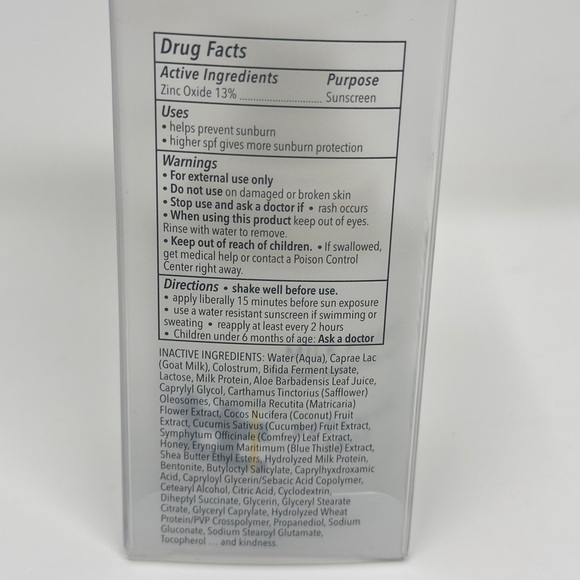 Drug Facts
Active Ingredients Purpose
Zinc Oxide 13% ........................ Sunscreen
Uses
• helps prevent sunburn
• higher spf gives more sunburn protection
Warnings
• For external use only
• Do not use on damaged or broken skin
• Stop use and ask a doctor if • rash occurs
• When using this product keep out of eyes.
Rinse with water to remove.
• Keep out of reach of children. • If swallowed,
get medical help or contact a Poison Control
Center right away.
Directions • shake well before use.
• apply liberally 15 minutes before sun exposure
• use a water resistant sunscreen if swimming or
sweating • reapply at least every 2 hours
• Children under 6 months of age: Ask a doctor
INACTIVE INGREDIENTS: Water (Aqua), Caprae Lac
(Goat Milk), Colostrum, Bifida Ferment Lysate,
Lactose, Milk Protein, Aloe Barbadensis Leaf Juice,
Caprylyl Glycol, Carthamus Tinctorius (Safflower)
Oleosomes, Chamomilla Recutita (Matricaria)
Flower Extract, Cocos Nucifera (Coconut) Fruit
Extract, Cucumis Sativus (Cucumber) Fruit Extract,
Symphytum Officinale (Comfrey) Leaf Extract,
Honey, Eryngium Maritimum (Blue Thistle) Extract,
Shea Butter Ethyl Esters, Hydrolyzed Milk Protein,
Bentonite, Butyloctyl Salicylate, Caprylhyxdroxamic
Acid, Capryloyl Glycerin/Sebacic Acid Copolymer,
Cetearyl Alcohol, Citric Acid, Cyclodextrin,
Diheptyl Succinate, Glycerin, Glyceryl Stearate
Citrate, Glyceryl Caprylate, Hydrolyzed Wheat
Protein/PVP Crosspolymer, Propanediol, Sodium
Gluconate, Sodium Stearoyl Glutamate,
Tocopherol ... and kindness.